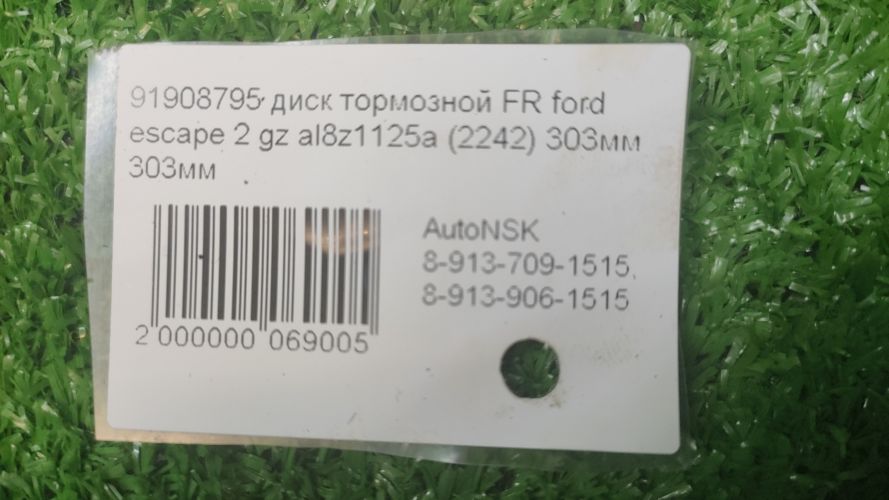 91908795 диск тормозной FR ford
escape 2 gz al8z1125a (2242) 303мм
303мм
AutoNSK
8-913-709-1515,
8-913-906-1515
2 000000 069005